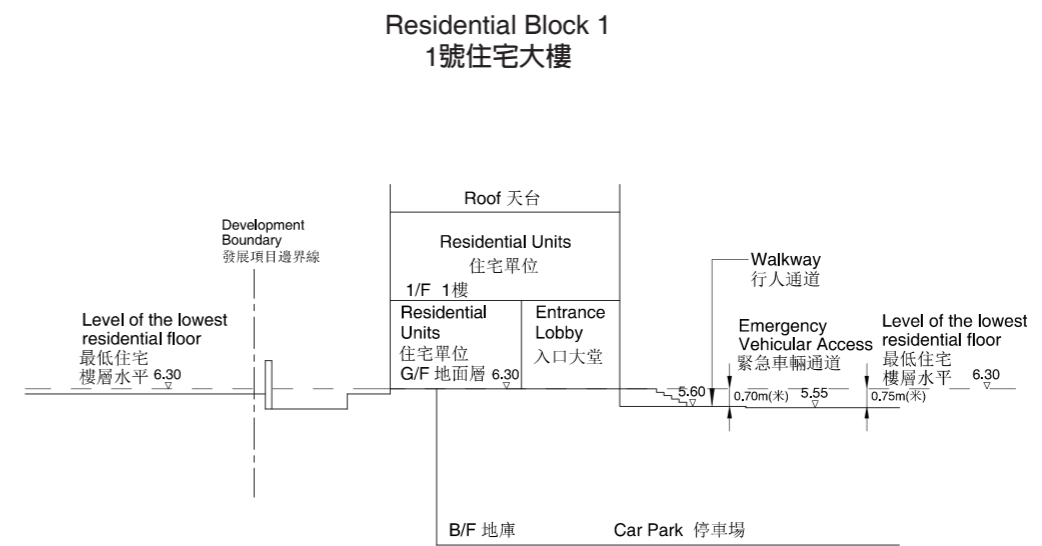 Residential Block 1
1號住宅大樓
Roof 天台
Development
Boundary
發展項目邊界線
Residential Units
住宅單位
1/F 1樓
Walkway
行人通道
Level of the lowest
residential floor
最低住宅
樓層水平 6.30
Residential
Units
住宅單位
G/F 地面層 6.30
Entrance
Lobby
入口大堂
Emergency
Vehicular Access
緊急車輛通道
Level of the lowest
residential floor
最低住宅
樓層水平 6.30
5.60
0.70m(米)
5.55
0.75m(米)
B/F 地庫
Car Park 停車場